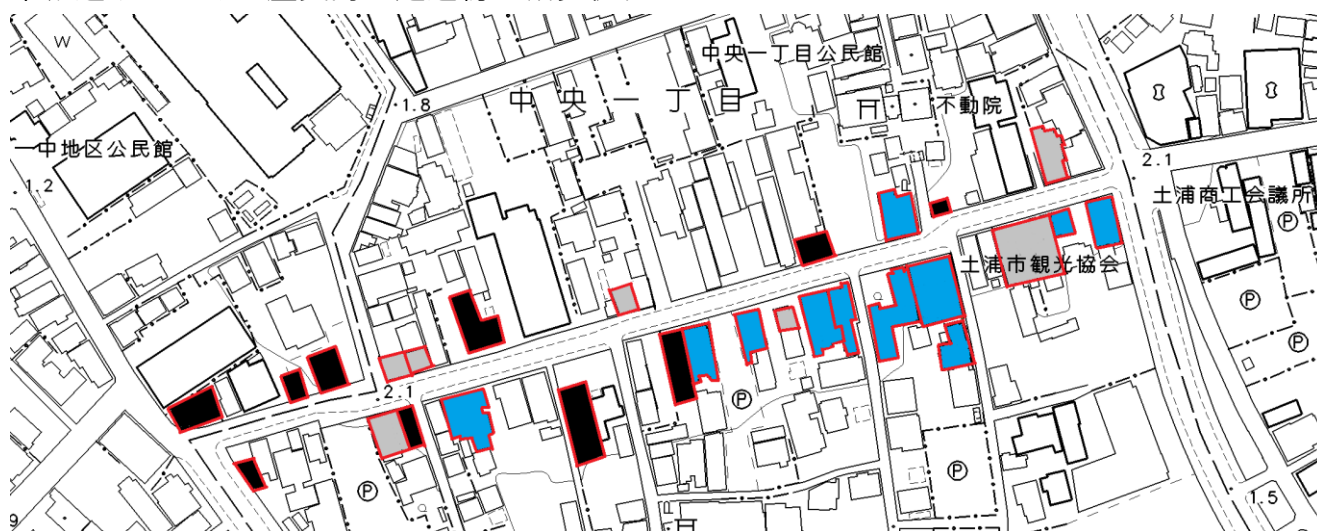 中央一丁目公民館
中央一丁目
1.8
不動院
一中地区公民館
1.2
2.1
土浦商工会議所
P
土浦市観光協会
P
P
2.1
P
P
P
1.5
9